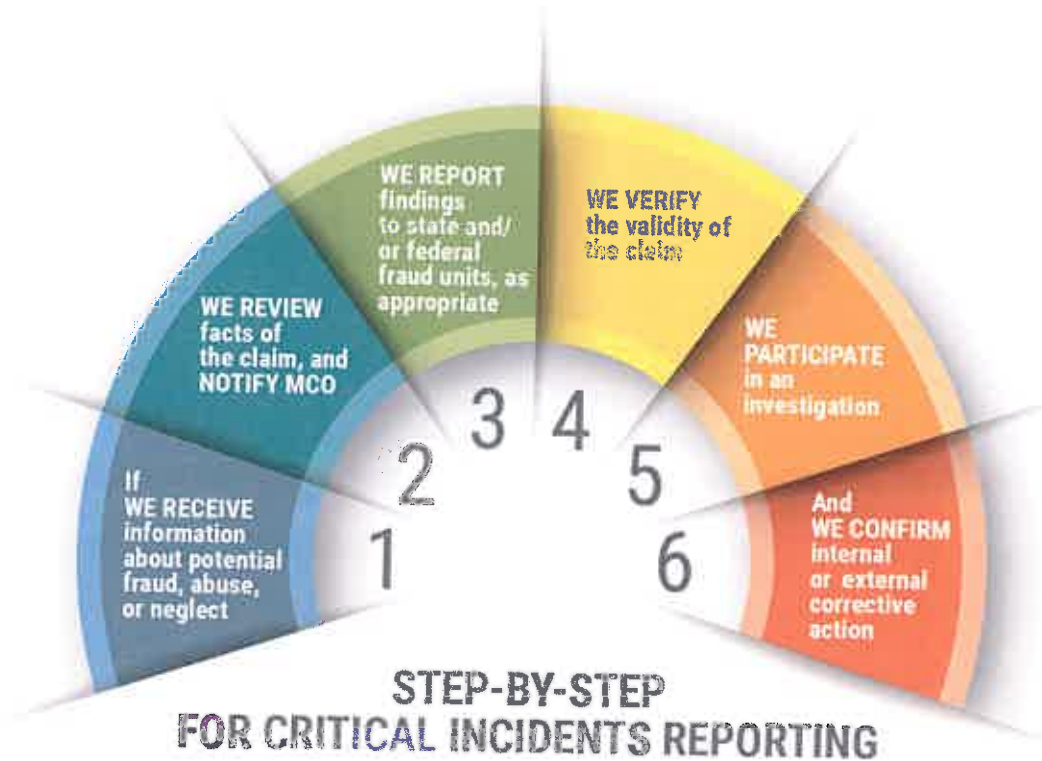 If
WE RECEIVE
information
about potential
fraud, abuse,
or neglect
1
WE REVIEW
facts of
the claim, and
NOTIFY MCO
2
WE REPORT
findings
to state and/
or federal
fraud units, as
appropriate
3
WE VERIFY
the validity of
the claim
4
WE
PARTICIPATE
in an
investigation
5
And
WE CONFIRM
internal
or external
corrective
action
6
STEP-BY-STEP
FOR CRITICAL INCIDENTS REPORTING